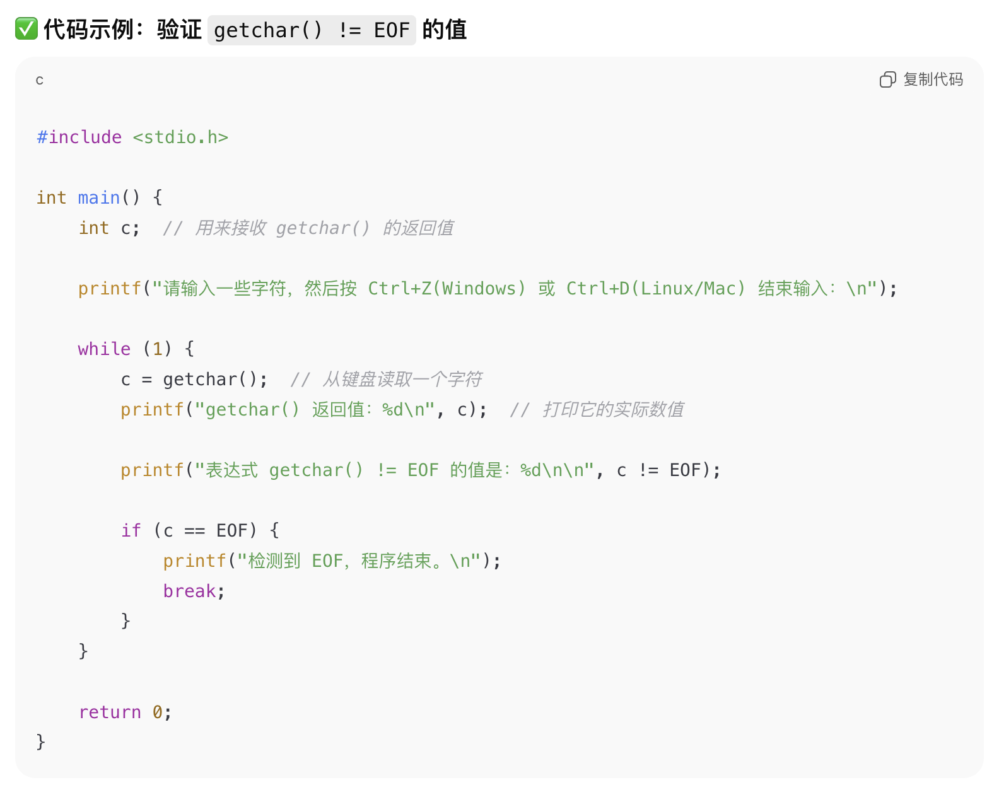 ✅ 代码示例：验证 getchar() != EOF 的值
c
复制代码
#include <stdio.h>
int main() {
    int c;  // 用来接收 getchar() 的返回值
    printf("请输入一些字符，然后按 Ctrl+Z(Windows) 或 Ctrl+D(Linux/Mac) 结束输入：\n");
    while (1) {
        c = getchar();  // 从键盘读取一个字符
        printf("getchar() 返回值：%d\n", c);  // 打印它的实际数值
        printf("表达式 getchar() != EOF 的值是：%d\n\n", c != EOF);
        if (c == EOF) {
            printf("检测到 EOF，程序结束。\n");
            break;
        }
    }
    return 0;
}